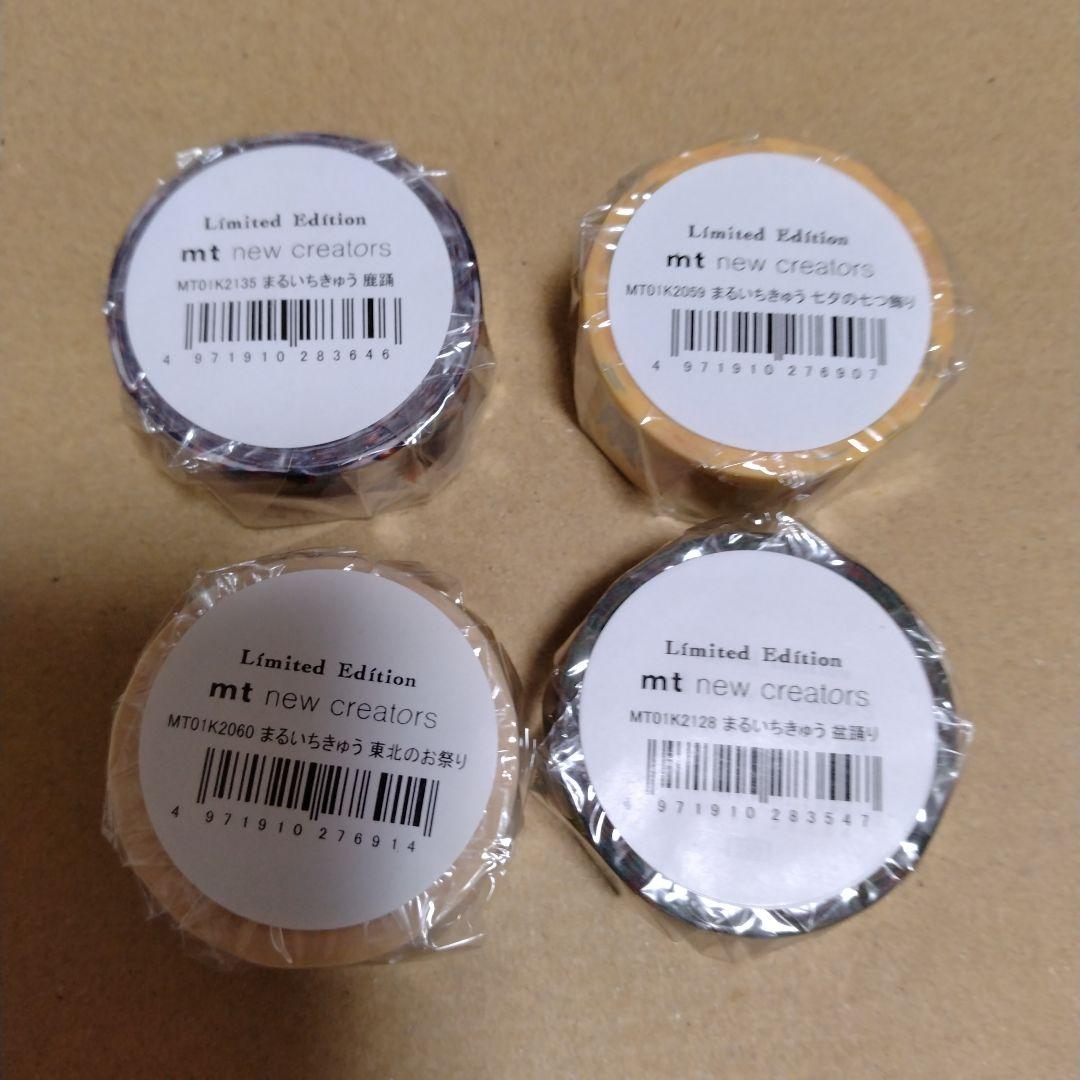 Limited Edition
mt new creators
MT01K2135 まるいちきゅう 鹿踊
4 971910 283646
Limited Edition
mt new creators
MT01K2059 まるいちきゅう 七夕の七つ飾り
4 971910 276907
Limited Edition
mt new creators
MT01K2060 まるいちきゅう 東北のお祭り
4 971910 276914
Limited Edition
mt new creators
MT01K2128 まるいちきゅう 盆踊り
4 971910 283547